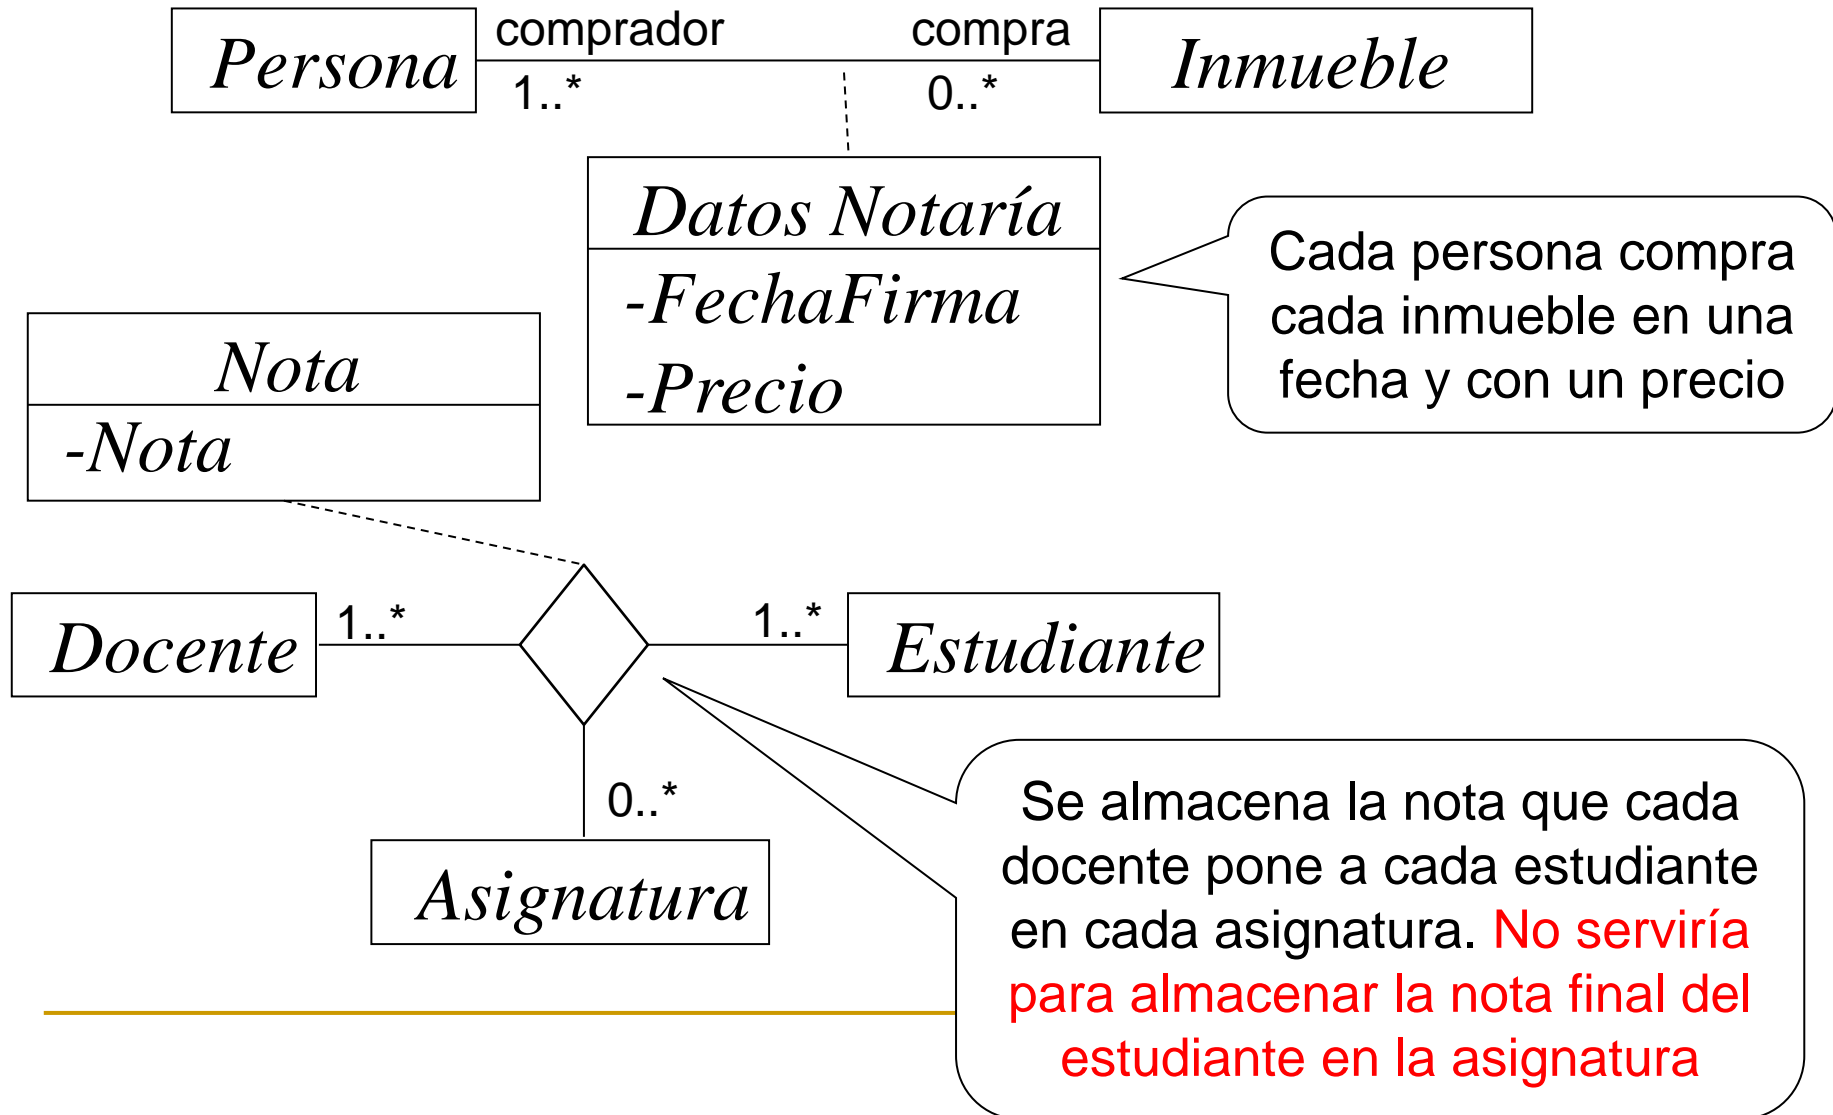 Persona
comprador
1..*
compra
0..*
Inmueble
Datos Notaría
-FechaFirma
-Precio
Cada persona compra
cada inmueble en una
fecha y con un precio
Nota
-Nota
Docente
1..*
1..*
Estudiante
0..*
Asignatura
Se almacena la nota que cada
docente pone a cada estudiante
en cada asignatura. No serviría
para almacenar la nota final del
estudiante en la asignatura